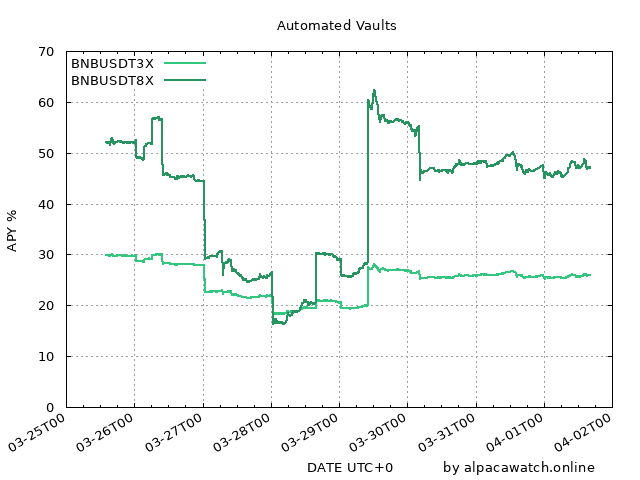 Automated Vaults
BNBUSDT3X
BNBUSDT8X
APY %
70
60
50
40
30
20
10
0
03-25T00
03-26T00
03-27T00
03-28T00
03-29T00
03-30T00
03-31T00
04-01T00
04-02T00
DATE UTC+0
by alpacawatch.online